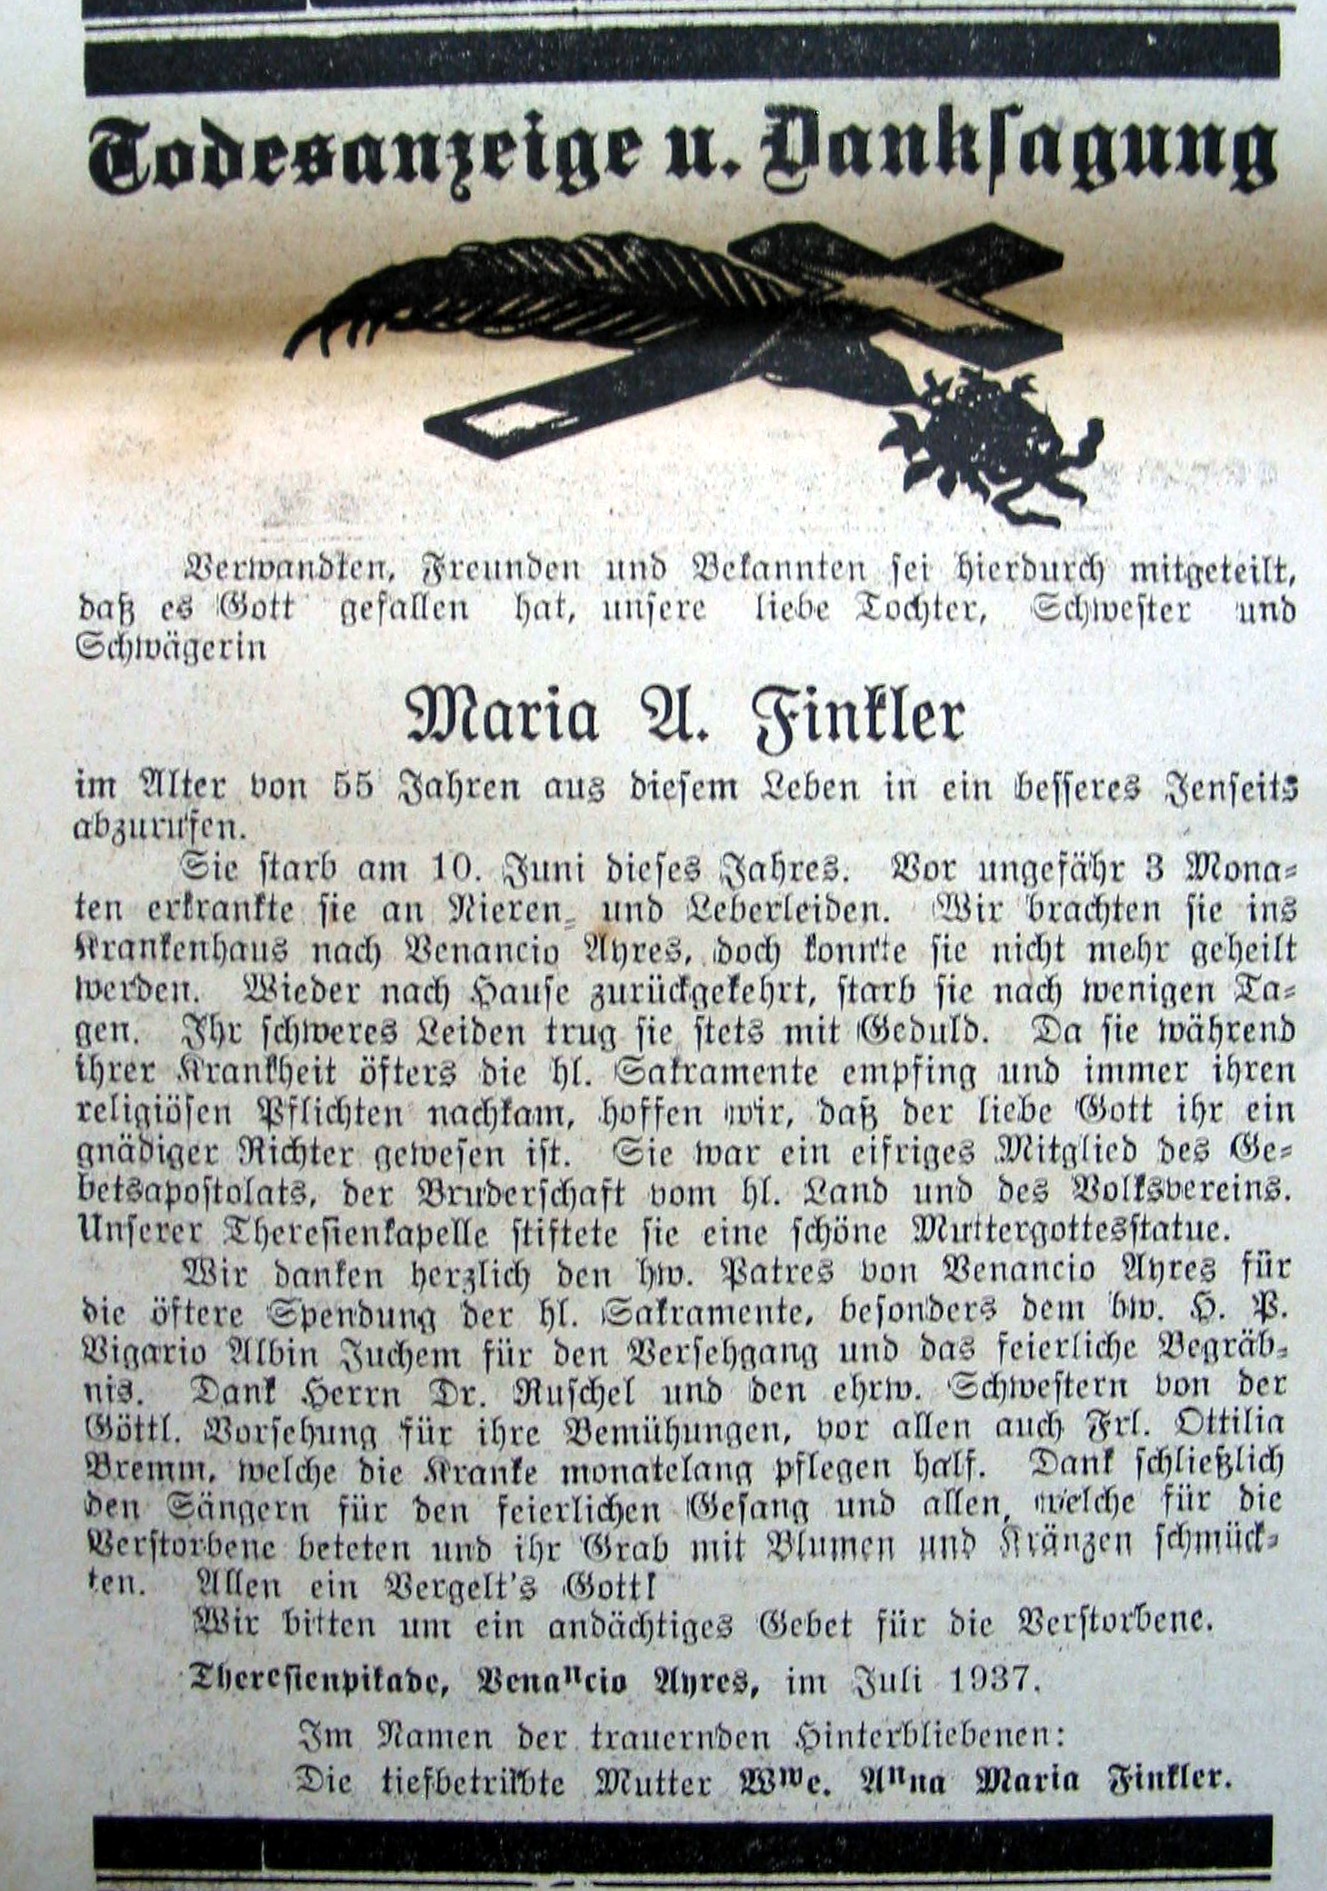 Todesanzeige u. Danksagung
Verwandten, Freunden und Bekannten sei hierdurch mitgeteilt,
daß es Gott gefallen hat, unsere liebe Tochter, Schwester und
Schwägerin
Maria A. Finkler
im Alter von 55 Jahren aus diesem Leben in ein besseres Jenseits
abzurufen.
Sie starb am 10. Juni dieses Jahres. Vor ungefähr 3 Mona-
ten erkrankte sie an Nieren- und Leberleiden. Wir brachten sie ins
Krankenhaus nach Venancio Ayres, doch konnte sie nicht mehr geheilt
werden. Wieder nach Hause zurückgekehrt, starb sie nach wenigen Ta-
gen. Ihr schweres Leiden trug sie stets mit Geduld. Da sie während
ihrer Krankheit öfters die hl. Sakramente empfing und immer ihren
religiösen Pflichten nachkam, hoffen wir, daß der liebe Gott ihr ein
gnädiger Richter gewesen ist. Sie war ein eifriges Mitglied des Ge-
betsapostolats, der Bruderschaft vom hl. Land und des Volksvereins.
Unserer Theresienkapelle stiftete sie eine schöne Muttergottesstatue.
Wir danken herzlich den hw. Patres von Venancio Ayres für
die öftere Spendung der hl. Sakramente, besonders dem hw. H. P.
Vigario Albin Juchem für den Versehgang und das feierliche Begräb-
nis. Dank Herrn Dr. Ruschel und den ehrw. Schwestern von der
Göttl. Vorsehung für ihre Bemühungen, vor allen auch Frl. Ottilia
Bremm, welche die Kranke monatelang pflegen half. Dank schließlich
den Sängern für den feierlichen Gesang und allen, welche für die
Verstorbene beteten und ihr Grab mit Blumen und Kränzen schmück-
ten. Allen ein Vergelt's Gott!
Wir bitten um ein andächtiges Gebet für die Verstorbene.
Theresienpikade, Venancio Ayres, im Juli 1937.
Im Namen der trauernden Hinterbliebenen:
Die tiefbetrübte Mutter Wwe. Anna Maria Finkler.